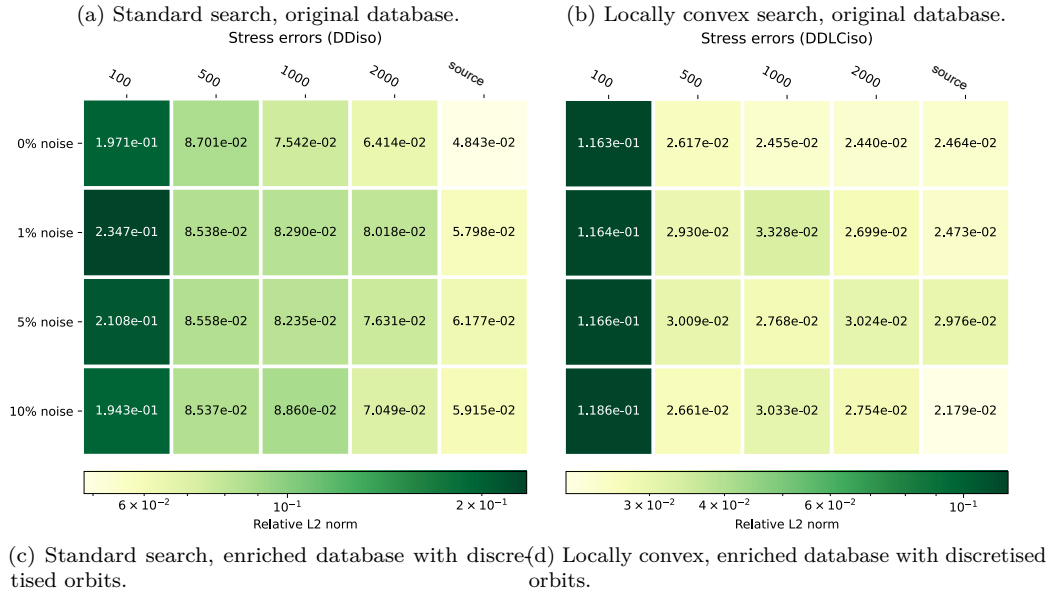 (a) Standard search, original database.
(b) Locally convex search, original database.
Stress errors (DDiso)
100 500 1000 2000 source
0% noise 1.971e-01 8.701e-02 7.542e-02 6.414e-02 4.843e-02
1% noise 2.347e-01 8.538e-02 8.290e-02 8.018e-02 5.798e-02
5% noise 2.108e-01 8.558e-02 8.235e-02 7.631e-02 6.177e-02
10% noise 1.943e-01 8.537e-02 8.860e-02 7.049e-02 5.915e-02
6 × 10⁻² 10⁻¹ 2 × 10⁻¹
Relative L2 norm
Stress errors (DDLCiso)
100 500 1000 2000 source
1.163e-01 2.617e-02 2.455e-02 2.440e-02 2.464e-02
1.164e-01 2.930e-02 3.328e-02 2.699e-02 2.473e-02
1.166e-01 3.009e-02 2.768e-02 3.024e-02 2.976e-02
1.186e-01 2.661e-02 3.033e-02 2.754e-02 2.179e-02
3 × 10⁻² 4 × 10⁻² 6 × 10⁻² 10⁻¹
Relative L2 norm
(c) Standard search, enriched database with discre-
tised orbits.
(d) Locally convex, enriched database with discretised
orbits.